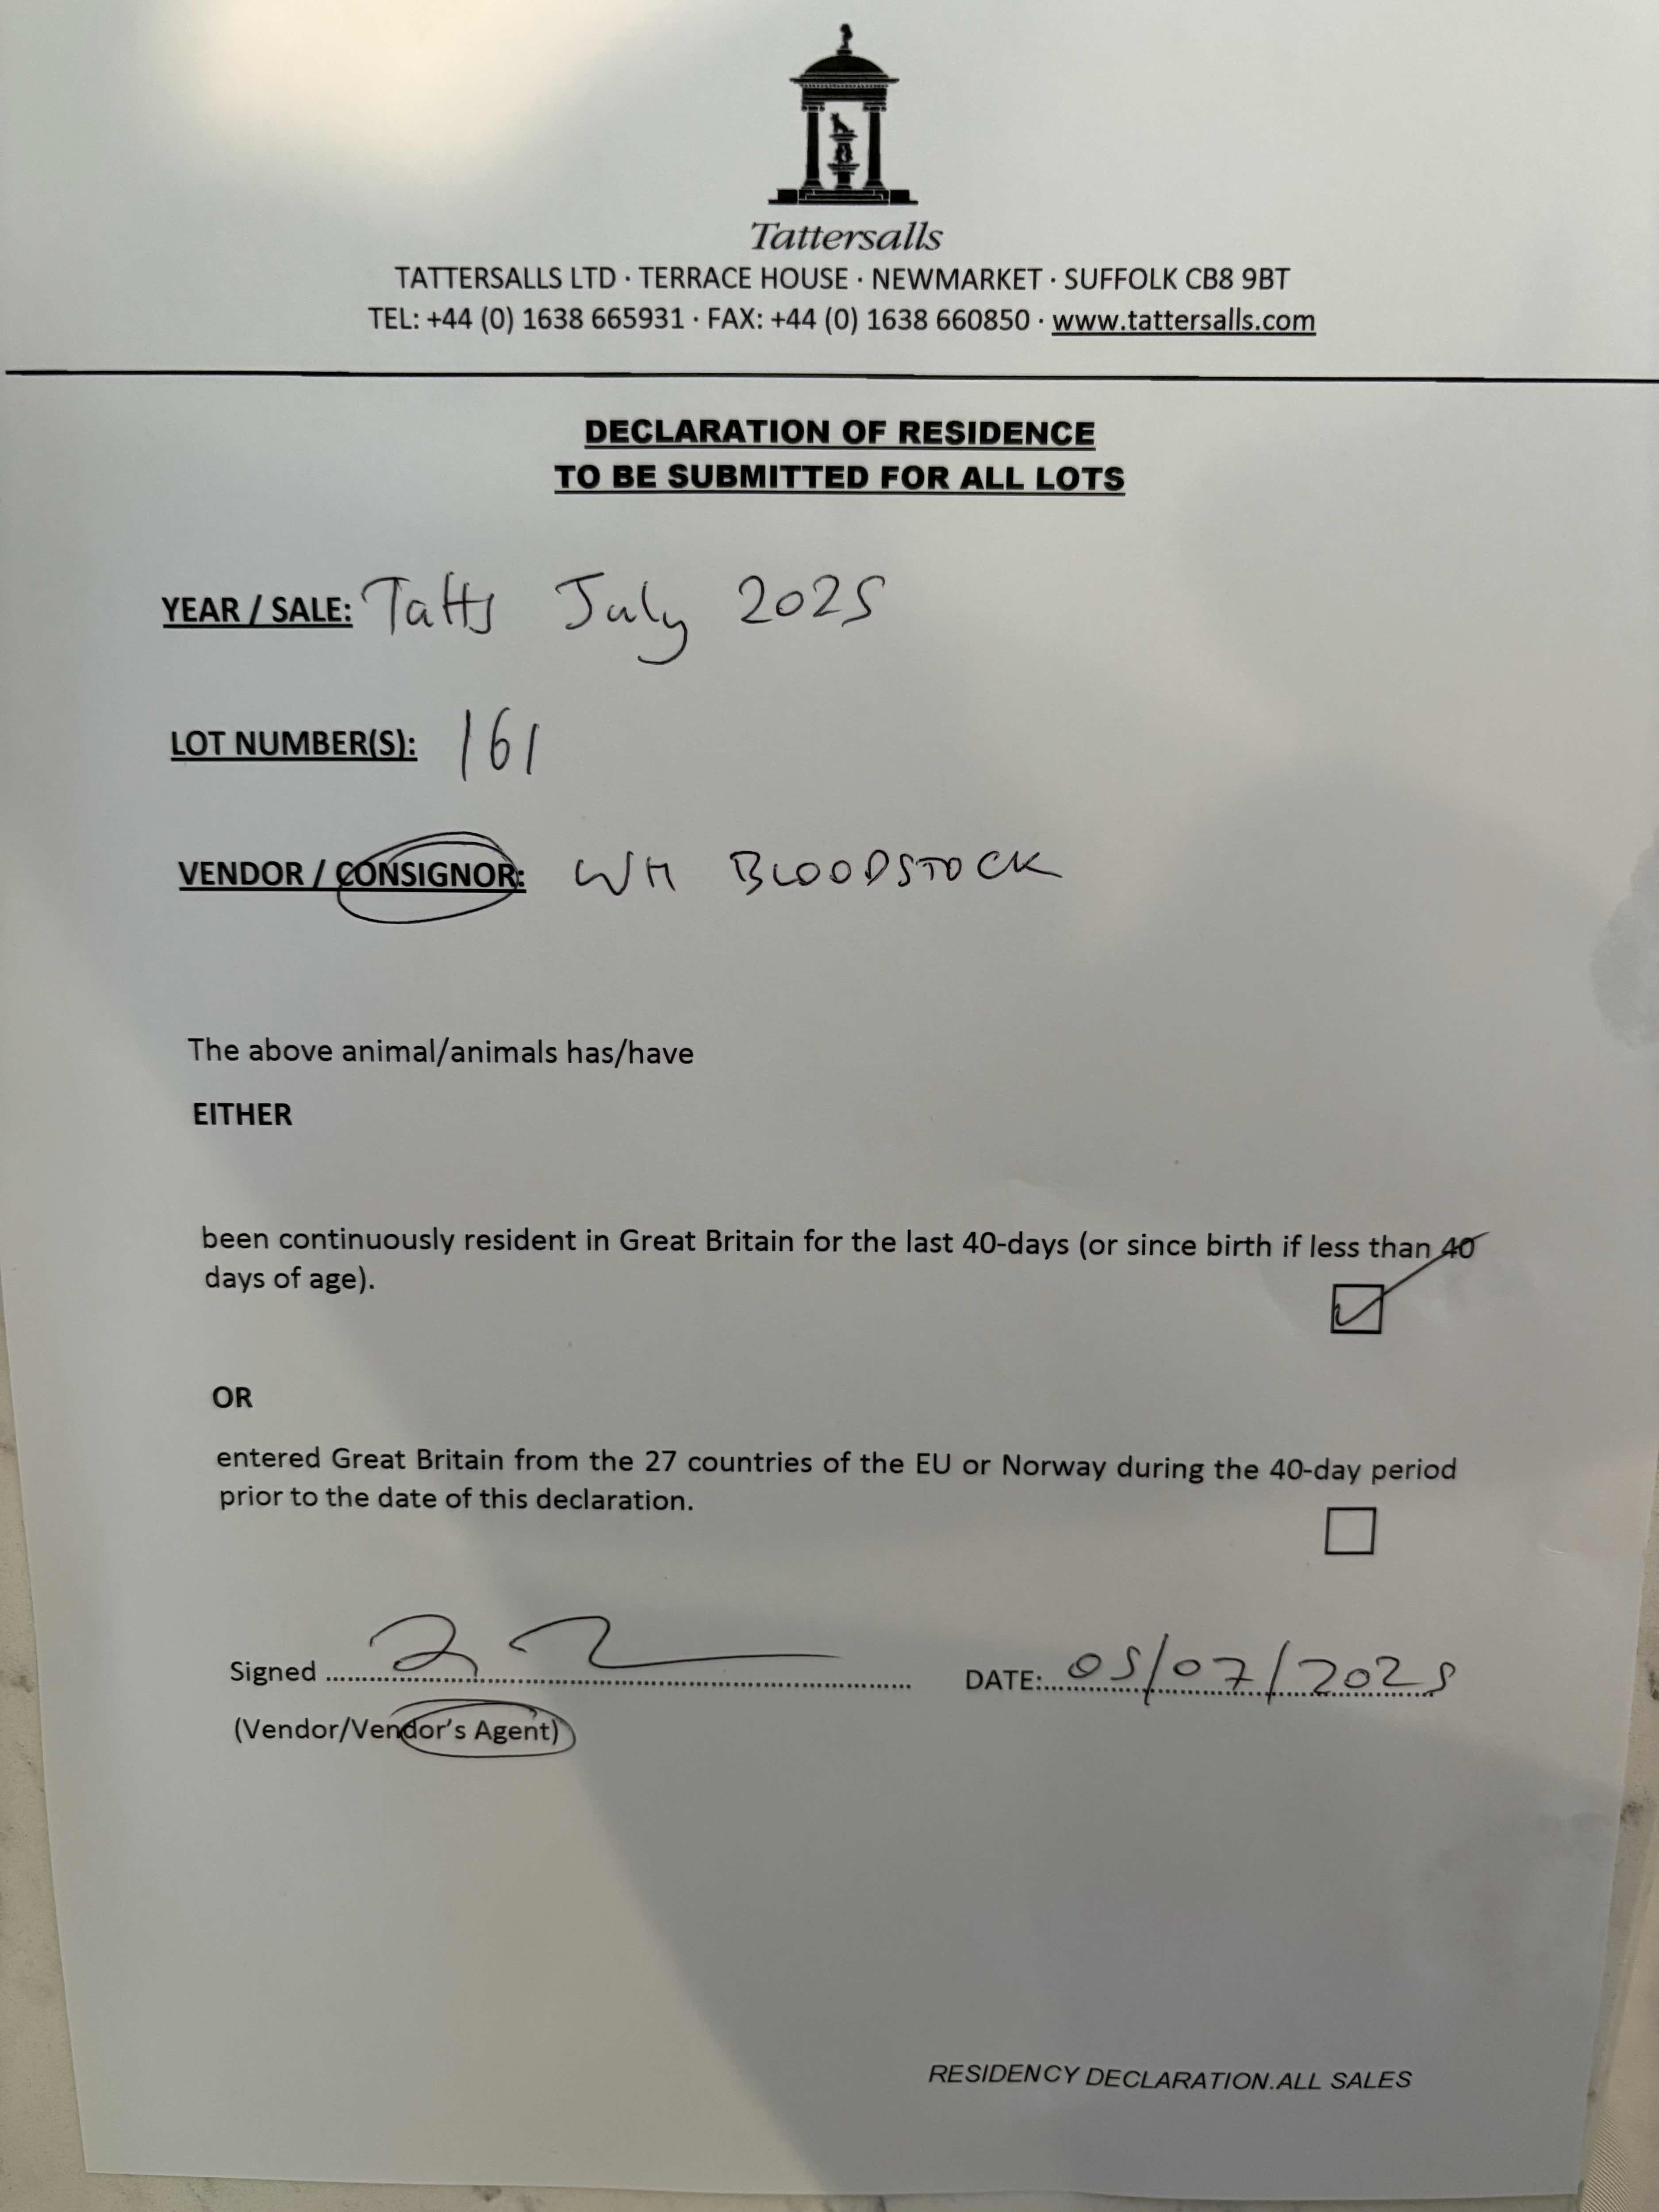 Tattersalls
TATTERSALLS LTD · TERRACE HOUSE · NEWMARKET · SUFFOLK CB8 9BT
TEL: +44 (0) 1638 665931 · FAX: +44 (0) 1638 660850 · www.tattersalls.com
DECLARATION OF RESIDENCE
TO BE SUBMITTED FOR ALL LOTS
YEAR / SALE: Tatts July 2025
LOT NUMBER(S): 161
VENDOR / CONSIGNOR: WH BLOODSTOCK
The above animal/animals has/have
EITHER
been continuously resident in Great Britain for the last 40-days (or since birth if less than 40
days of age).
OR
entered Great Britain from the 27 countries of the EU or Norway during the 40-day period
prior to the date of this declaration.
Signed DATE: 05/07/2025
(Vendor/Vendor's Agent)
RESIDENCY DECLARATION.ALL SALES